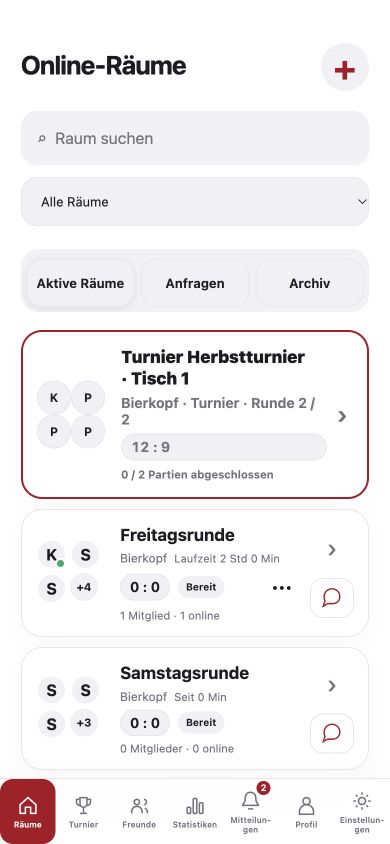 Online-Räume
+
Raum suchen
Alle Räume
Aktive Räume
Anfragen
Archiv
K P
P P
Turnier Herbstturnier
· Tisch 1
Bierkopf · Turnier · Runde 2 /
2
12 : 9
0 / 2 Partien abgeschlossen
K S
S +4
Freitagsrunde
Bierkopf Laufzeit 2 Std 0 Min
0 : 0 Bereit
1 Mitglied · 1 online
S S
S +3
Samstagsrunde
Bierkopf Seit 0 Min
0 : 0 Bereit
0 Mitglieder · 0 online
2
Räume
Turnier
Freunde
Statistiken
Mitteilun-
gen
Profil
Einstellun-
gen